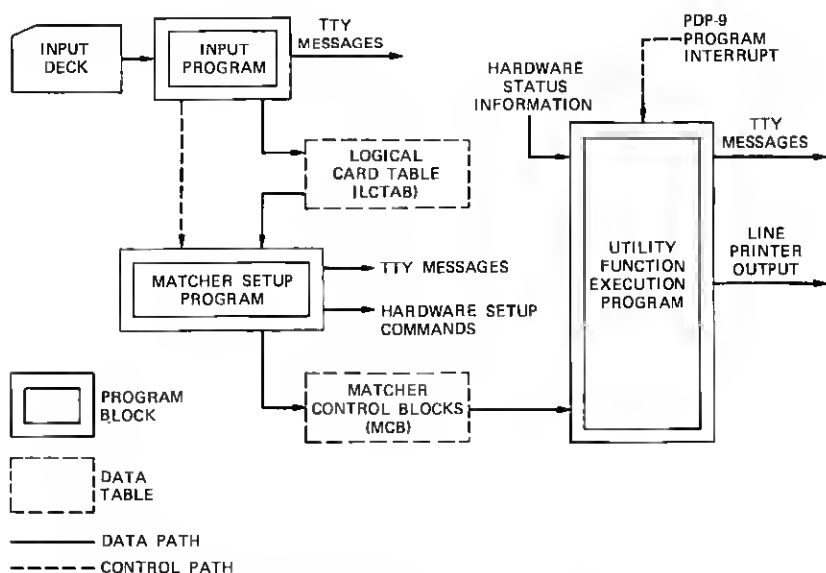 INPUT
DECK
INPUT
PROGRAM
TTY
MESSAGES
LOGICAL
CARD TABLE
(ILCTAB)
MATCHER SETUP
PROGRAM
TTY MESSAGES
HARDWARE SETUP
COMMANDS
MATCHER
CONTROL BLOCKS
(MCB)
PDP-9
PROGRAM
INTERRUPT
HARDWARE
STATUS
INFORMATION
UTILITY
FUNCTION
EXECUTION
PROGRAM
TTY
MESSAGES
LINE
PRINTER
OUTPUT
PROGRAM
BLOCK
DATA
TABLE
DATA PATH
CONTROL PATH